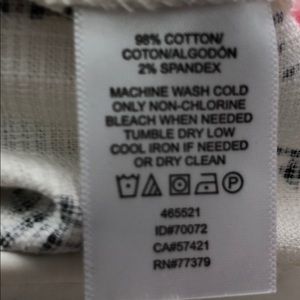 98% COTTON/
COTON/ALGODÓN
2% SPANDEX
MACHINE WASH COLD
ONLY NON-CHLORINE
BLEACH WHEN NEEDED
TUMBLE DRY LOW
COOL IRON IF NEEDED
OR DRY CLEAN
465521
ID#70072
CA#57421
RN#77379